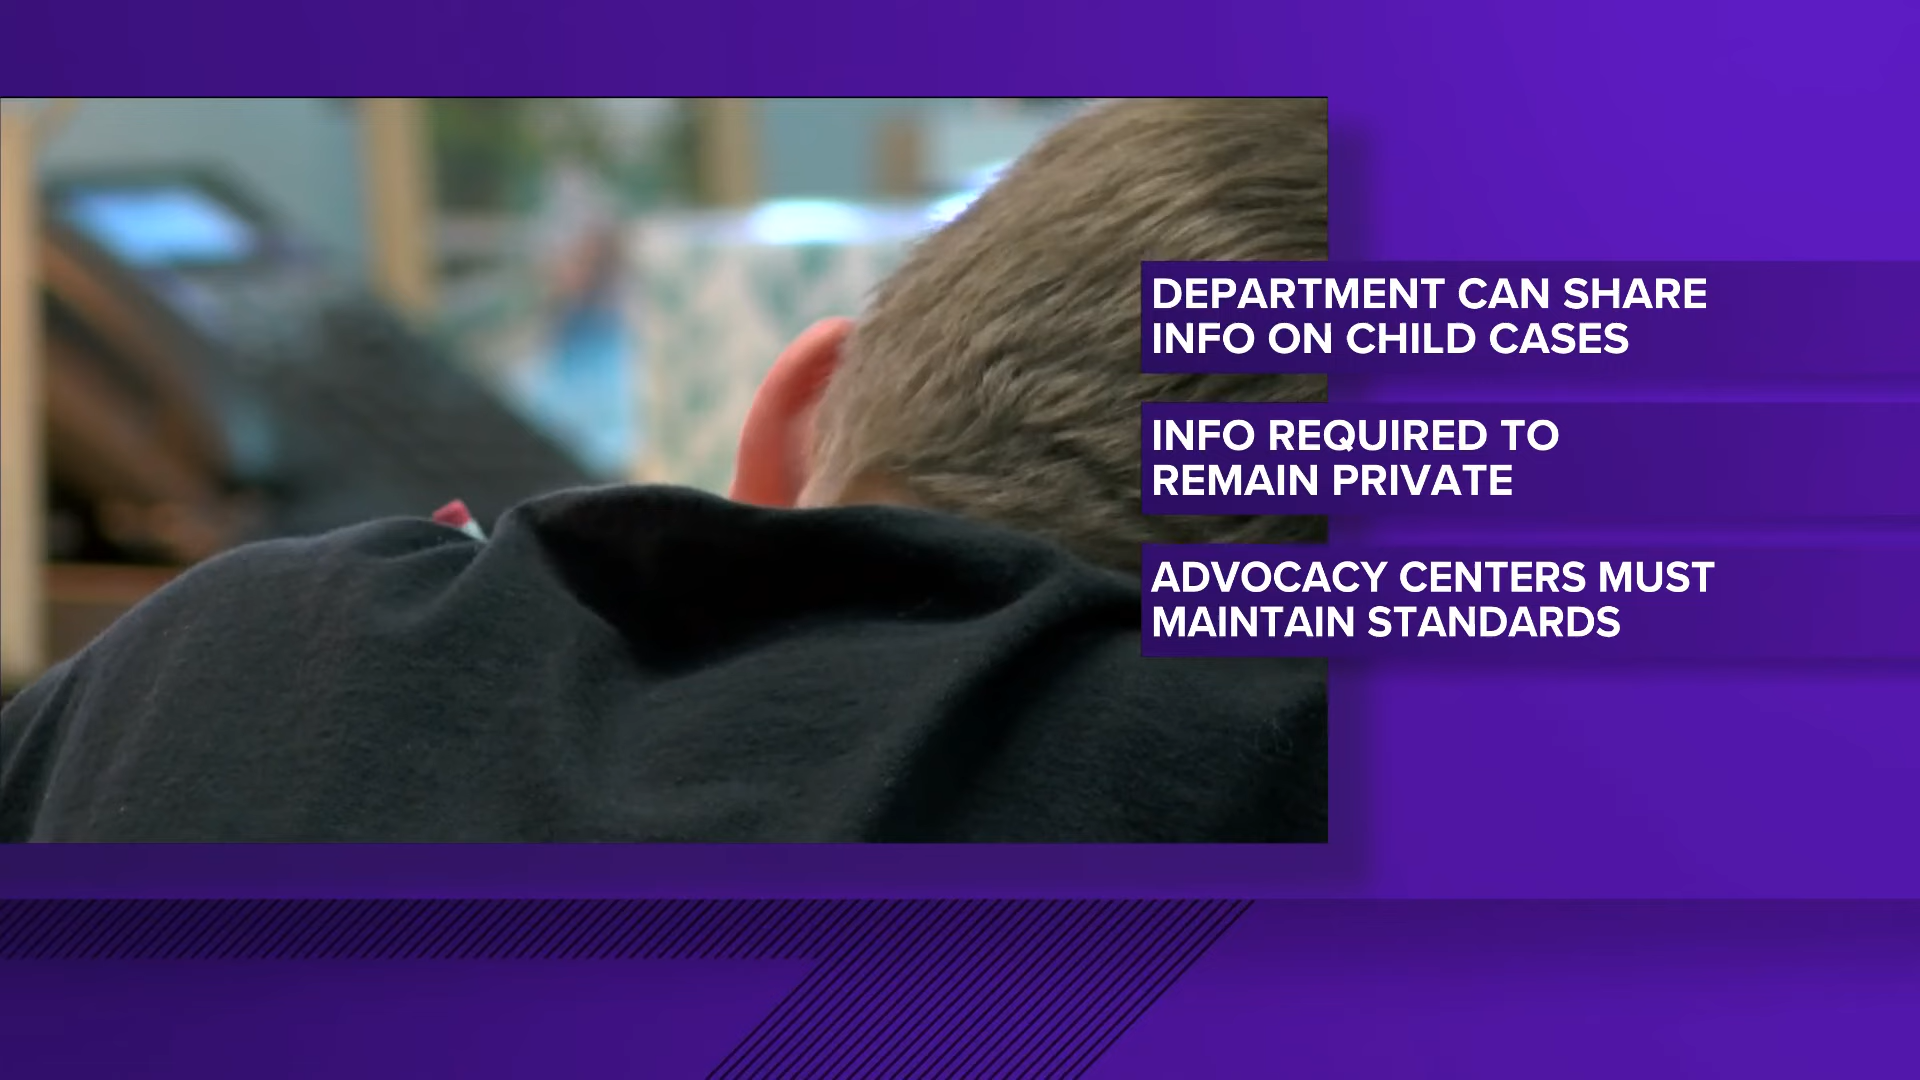 DEPARTMENT CAN SHARE
INFO ON CHILD CASES
INFO REQUIRED TO
REMAIN PRIVATE
ADVOCACY CENTERS MUST
MAINTAIN STANDARDS